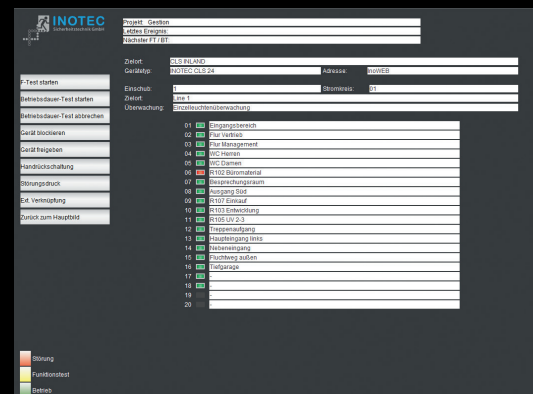 INOTEC
Sicherheitstechnik GmbH
Projekt: Gestion
Letztes Ereignis:
Nächster FT / BT:
Zielort: CLS INLAND
Gerätetyp: INOTEC CLS 24 Adresse: InoWEB
Einschub: 1 Stromkreis: 01
Zielort: Line 1
Überwachung: Einzelleuchtenüberwachung
F-Test starten
Betriebsdauer-Test starten
Betriebsdauer-Test abbrechen
Gerät blockieren
Gerät freigeben
Handrückschaltung
Störungsdruck
Ext. Verknüpfung
Zurück zum Hauptbild
01 Eingangsbereich
02 Flur Vertrieb
03 Flur Management
04 WC Herren
05 WC Damen
06 R102 Büromaterial
07 Besprechungsraum
08 Ausgang Süd
09 R107 Einkauf
10 R103 Entwicklung
11 R105 UV 2-3
12 Treppenaufgang
13 Haupteingang links
14 Nebeneingang
15 Fluchtweg außen
16 Tiefgarage
17 -
18 -
19 -
20 -
Störung
Funktionstest
Betrieb